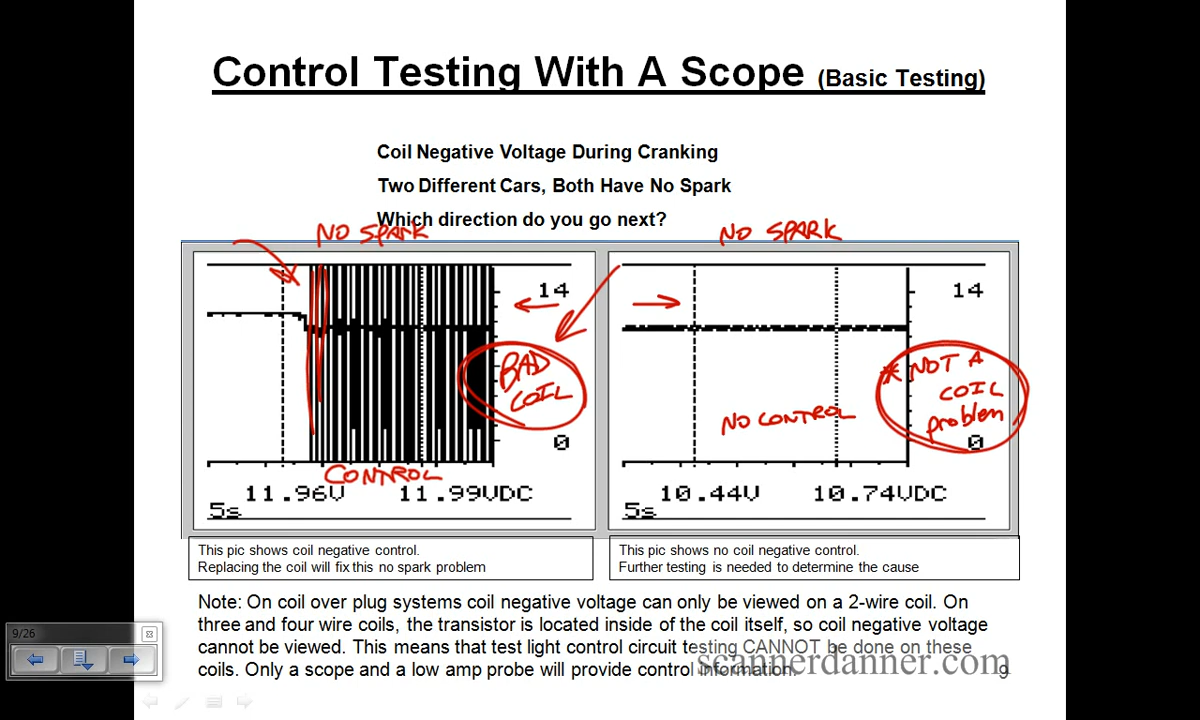 Control Testing With A Scope (Basic Testing)
Coil Negative Voltage During Cranking
Two Different Cars, Both Have No Spark
Which direction do you go next?
NO SPARK
NO SPARK
14
BAD
COIL
0
CONTROL
11.96V 11.99VDC
5s
14
* NOT A
COIL
problem
NO CONTROL
0
10.44V 10.74VDC
5s
This pic shows coil negative control.
Replacing the coil will fix this no spark problem
This pic shows no coil negative control.
Further testing is needed to determine the cause
Note: On coil over plug systems coil negative voltage can only be viewed on a 2-wire coil. On
three and four wire coils, the transistor is located inside of the coil itself, so coil negative voltage
cannot be viewed. This means that test light control circuit testing CANNOT be done on these
coils. Only a scope and a low amp probe will provide control information.
scannerdanner.com
9
9/26